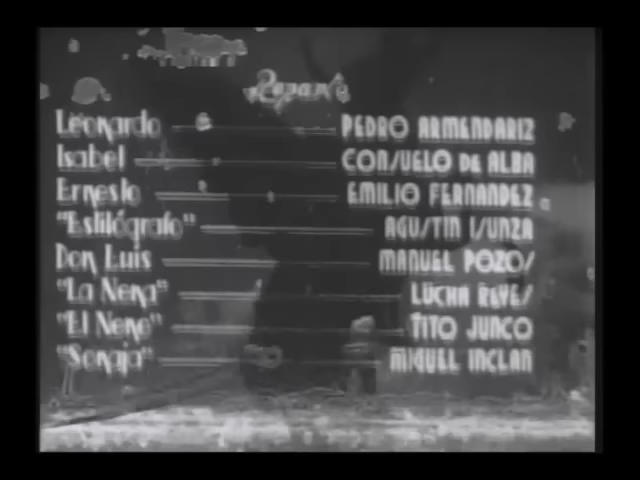 Reparto
Leonardo PEDRO ARMENDARIZ
Isabel CONSUELO DE ALBA
Ernesto EMILIO FERNANDEZ
"Estilógrafo" AGUSTIN ISUNZA
Don Luis MANUEL POZOS
"La Nena" LUCHA REYES
"El Nene" TITO JUNCO
"Sonaja" MIGUEL INCLAN